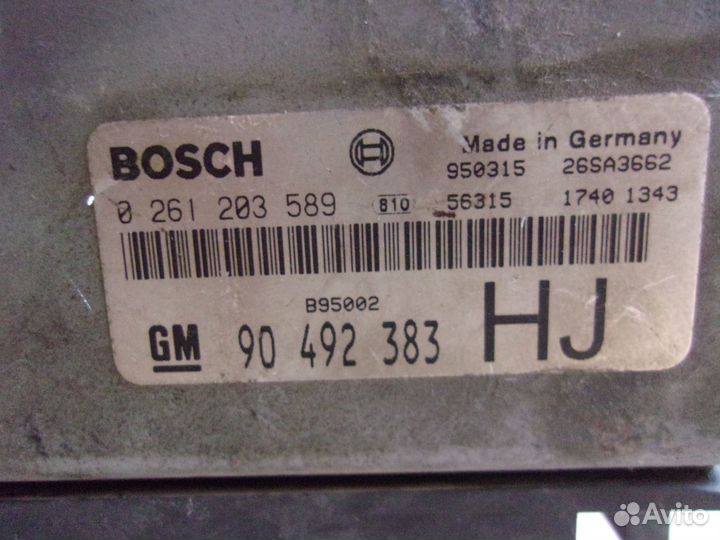 BOSCH
Made in Germany
950315 26SA3662
0 261 203 589 810 56315 1740 1343
B95002
GM 90 492 383 HJ
Avito